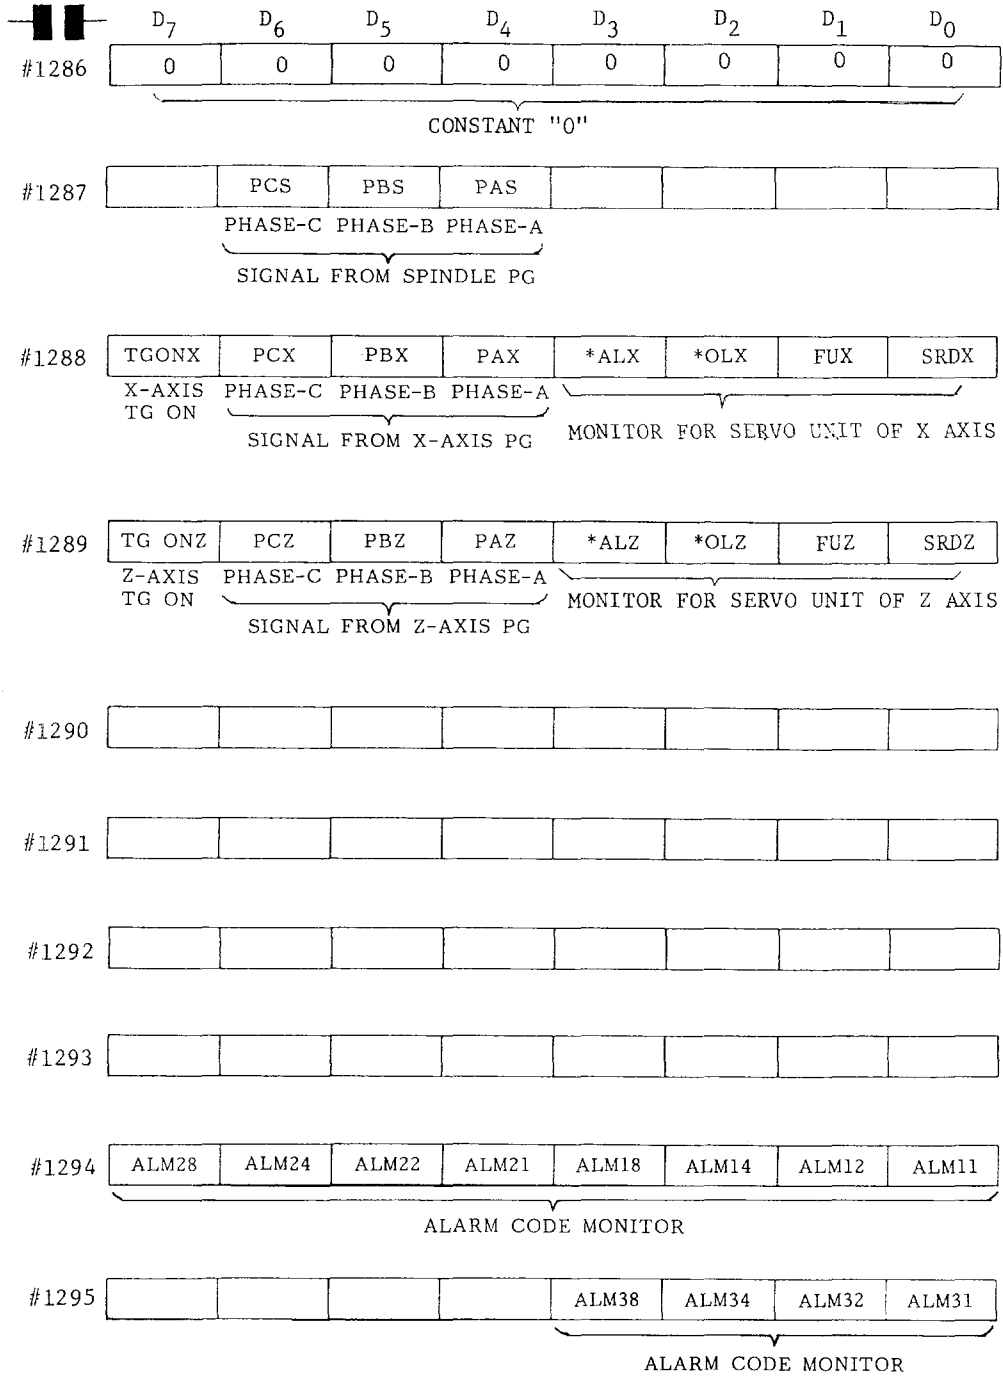 D7 D6 D5 D4 D3 D2 D1 D0
#1286 0 0 0 0 0 0 0 0
CONSTANT "0"
#1287 PCS PBS PAS
PHASE-C PHASE-B PHASE-A
SIGNAL FROM SPINDLE PG
#1288 TGONX PCX PBX PAX *ALX *OLX FUX SRDX
X-AXIS PHASE-C PHASE-B PHASE-A
TG ON
SIGNAL FROM X-AXIS PG MONITOR FOR SERVO UNIT OF X AXIS
#1289 TG ONZ PCZ PBZ PAZ *ALZ *OLZ FUZ SRDZ
Z-AXIS PHASE-C PHASE-B PHASE-A
TG ON MONITOR FOR SERVO UNIT OF Z AXIS
SIGNAL FROM Z-AXIS PG
#1290
#1291
#1292
#1293
#1294 ALM28 ALM24 ALM22 ALM21 ALM18 ALM14 ALM12 ALM11
ALARM CODE MONITOR
#1295 ALM38 ALM34 ALM32 ALM31
ALARM CODE MONITOR